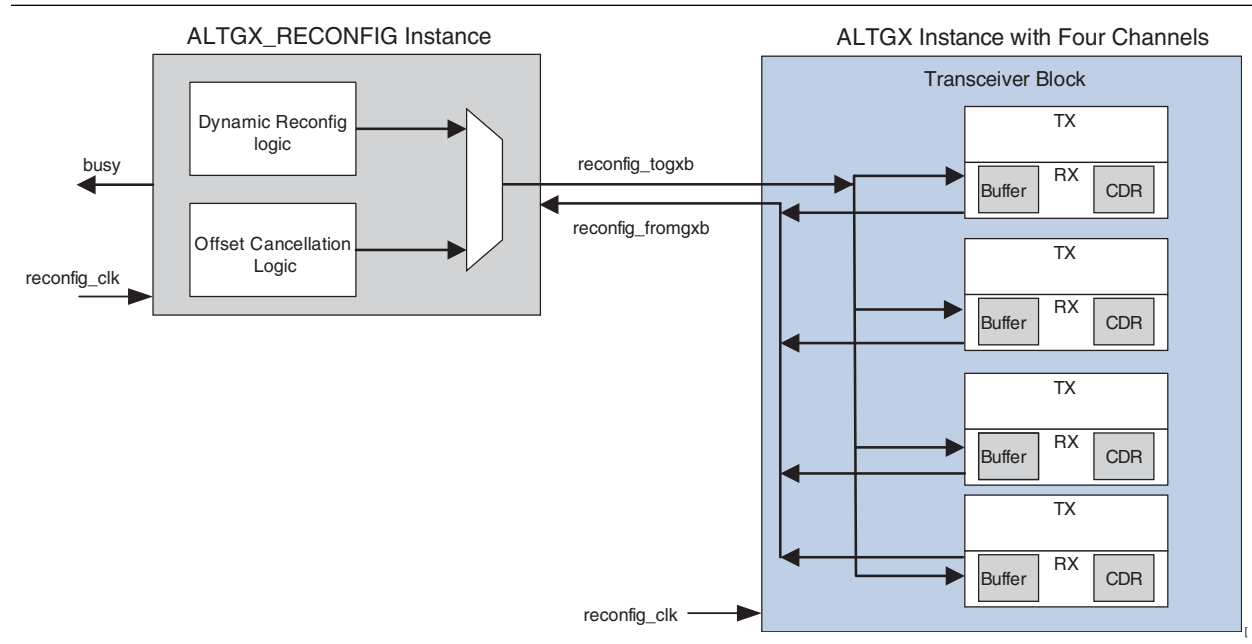 ALTGX_RECONFIG Instance
Dynamic Reconfig
logic
Offset Cancellation
Logic
busy
reconfig_clk
reconfig_togxb
reconfig_fromgxb
ALTGX Instance with Four Channels
Transceiver Block
TX
RX
Buffer
CDR
TX
RX
Buffer
CDR
TX
RX
Buffer
CDR
TX
RX
Buffer
CDR
reconfig_clk